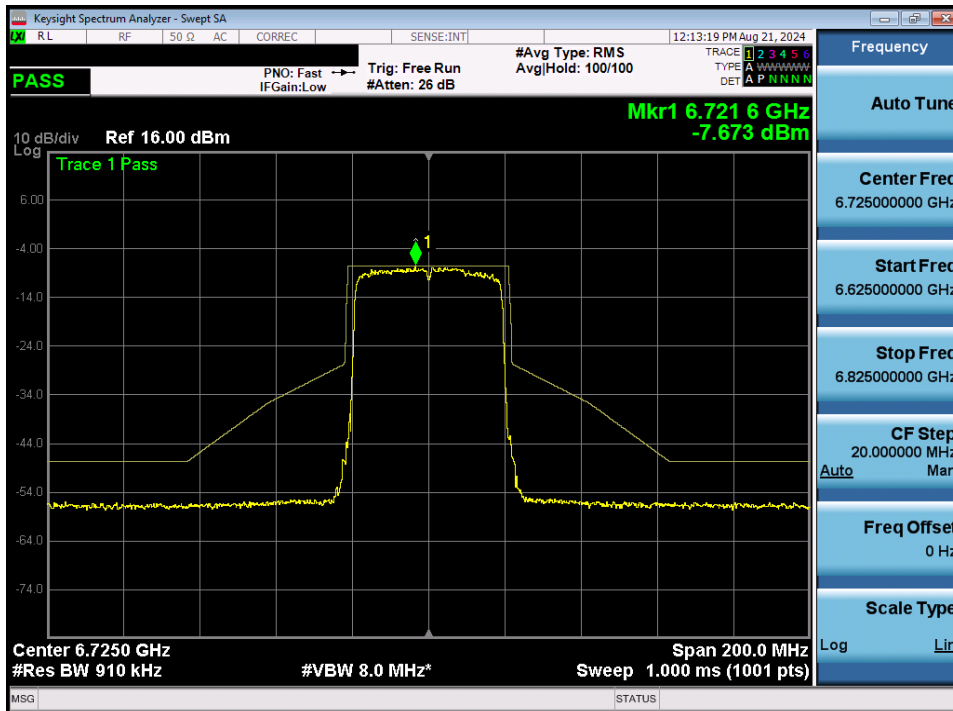 Keysight Spectrum Analyzer - Swept SA
LXI RL RF 50 Ω AC CORREC SENSE:INT 12:13:19 PM Aug 21, 2024
PASS
PNO: Fast
IFGain:Low
Trig: Free Run
#Atten: 26 dB
#Avg Type: RMS
Avg|Hold: 100/100
TRACE 1 2 3 4 5 6
TYPE A WWWWW
DET A P N N N N
Mkr1 6.721 6 GHz
-7.673 dBm
10 dB/div Ref 16.00 dBm
Log
Trace 1 Pass
1
6.00
-4.00
-14.0
-24.0
-34.0
-44.0
-54.0
-64.0
-74.0
Center 6.7250 GHz Span 200.0 MHz
#Res BW 910 kHz #VBW 8.0 MHz* Sweep 1.000 ms (1001 pts)
MSG STATUS
Frequency
Auto Tune
Center Freq
6.725000000 GHz
Start Freq
6.625000000 GHz
Stop Freq
6.825000000 GHz
CF Step
20.000000 MHz
Auto Man
Freq Offset
0 Hz
Scale Type
Log Lin